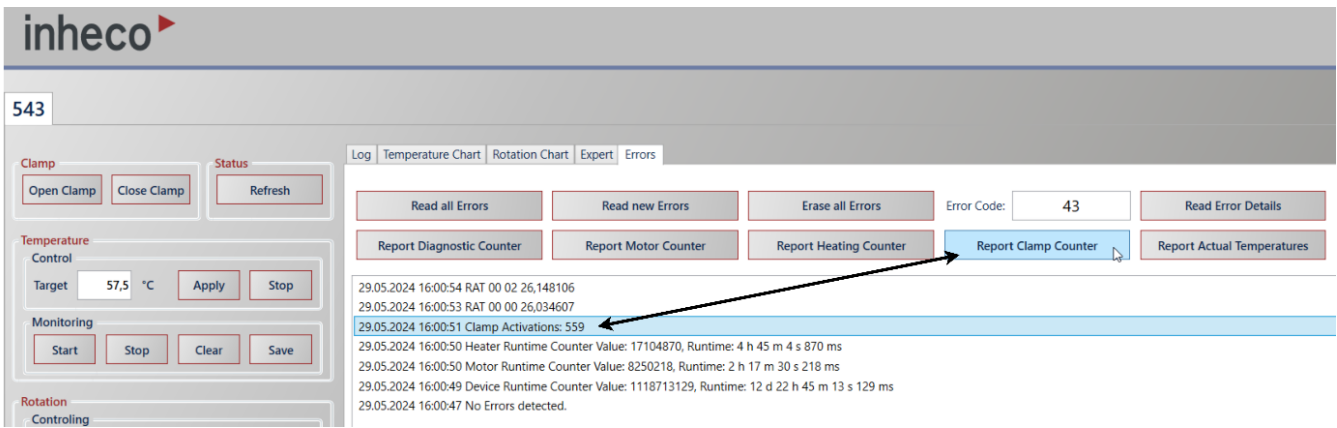 inheco
543
Clamp
Open Clamp Close Clamp
Status
Refresh
Temperature
Control
Target 57,5 °C Apply Stop
Monitoring
Start Stop Clear Save
Rotation
Controling
Log Temperature Chart Rotation Chart Expert Errors
Read all Errors Read new Errors Erase all Errors Error Code: 43 Read Error Details
Report Diagnostic Counter Report Motor Counter Report Heating Counter Report Clamp Counter Report Actual Temperatures
29.05.2024 16:00:54 RAT 00 02 26,148106
29.05.2024 16:00:53 RAT 00 00 26,034607
29.05.2024 16:00:51 Clamp Activations: 559
29.05.2024 16:00:50 Heater Runtime Counter Value: 17104870, Runtime: 4 h 45 m 4 s 870 ms
29.05.2024 16:00:50 Motor Runtime Counter Value: 8250218, Runtime: 2 h 17 m 30 s 218 ms
29.05.2024 16:00:49 Device Runtime Counter Value: 1118713129, Runtime: 12 d 22 h 45 m 13 s 129 ms
29.05.2024 16:00:47 No Errors detected.